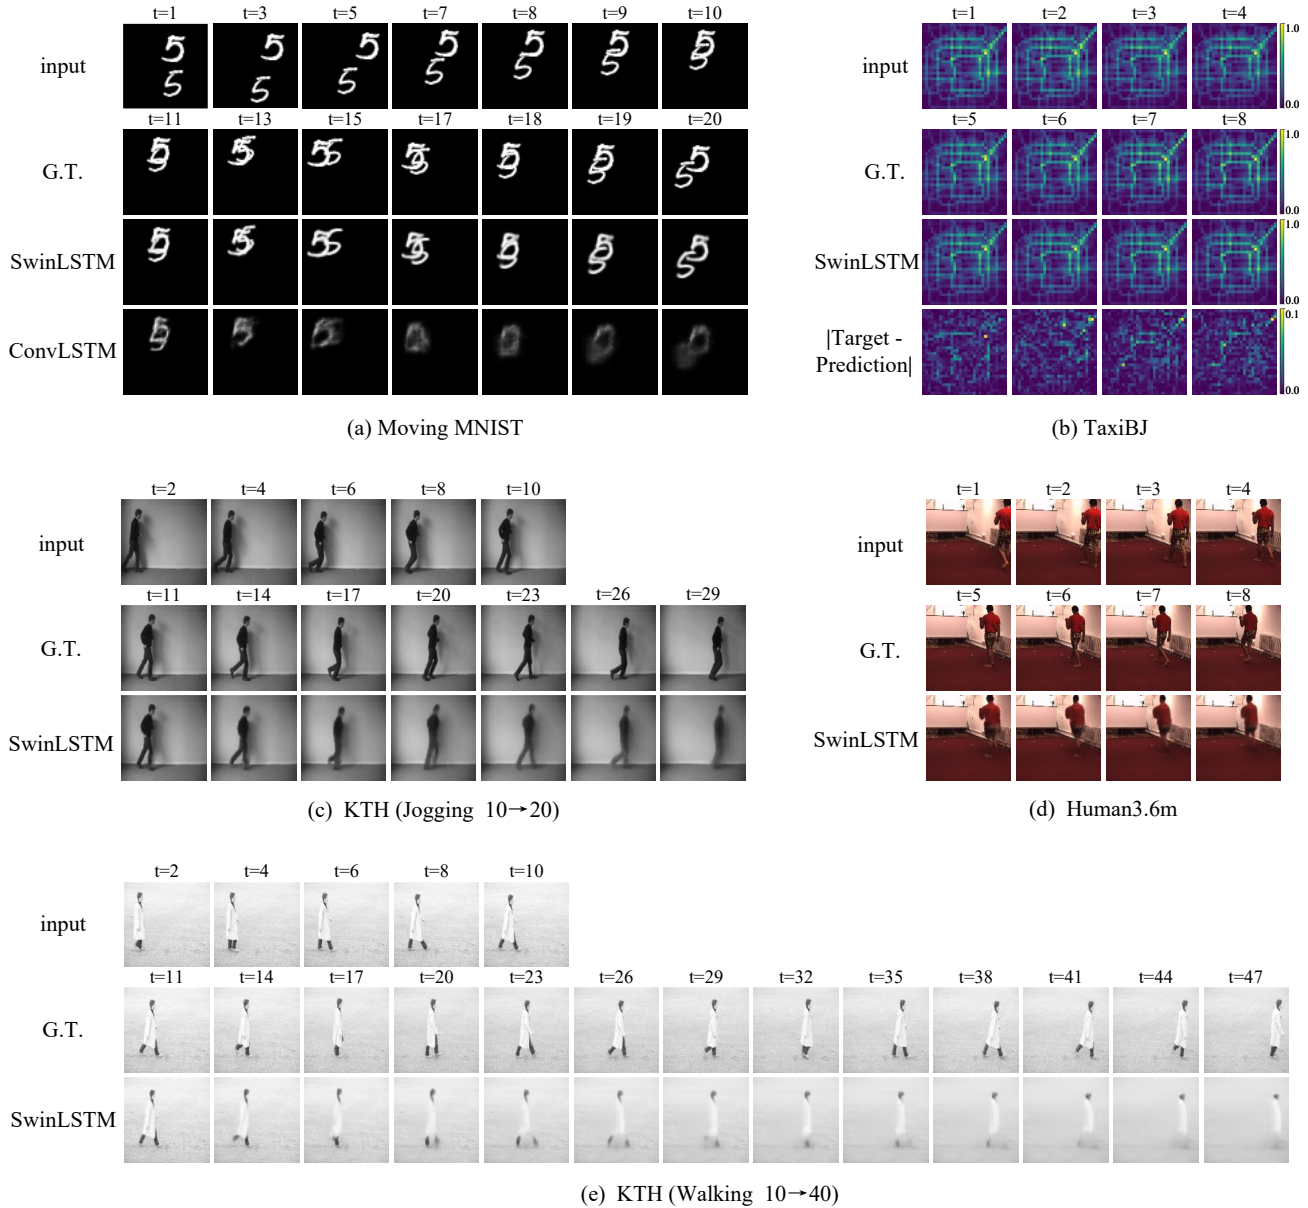 t=1 t=3 t=5 t=7 t=8 t=9 t=10
input
t=11 t=13 t=15 t=17 t=18 t=19 t=20
G.T.
SwinLSTM
ConvLSTM
(a) Moving MNIST
t=1 t=2 t=3 t=4
input
1.0
0.0
t=5 t=6 t=7 t=8
G.T.
1.0
0.0
SwinLSTM
1.0
0.0
|Target -
Prediction|
0.1
0.0
(b) TaxiBJ
t=2 t=4 t=6 t=8 t=10
input
t=11 t=14 t=17 t=20 t=23 t=26 t=29
G.T.
SwinLSTM
(c) KTH (Jogging 10→20)
t=1 t=2 t=3 t=4
input
t=5 t=6 t=7 t=8
G.T.
SwinLSTM
(d) Human3.6m
t=2 t=4 t=6 t=8 t=10
input
t=11 t=14 t=17 t=20 t=23 t=26 t=29 t=32 t=35 t=38 t=41 t=44 t=47
G.T.
SwinLSTM
(e) KTH (Walking 10→40)